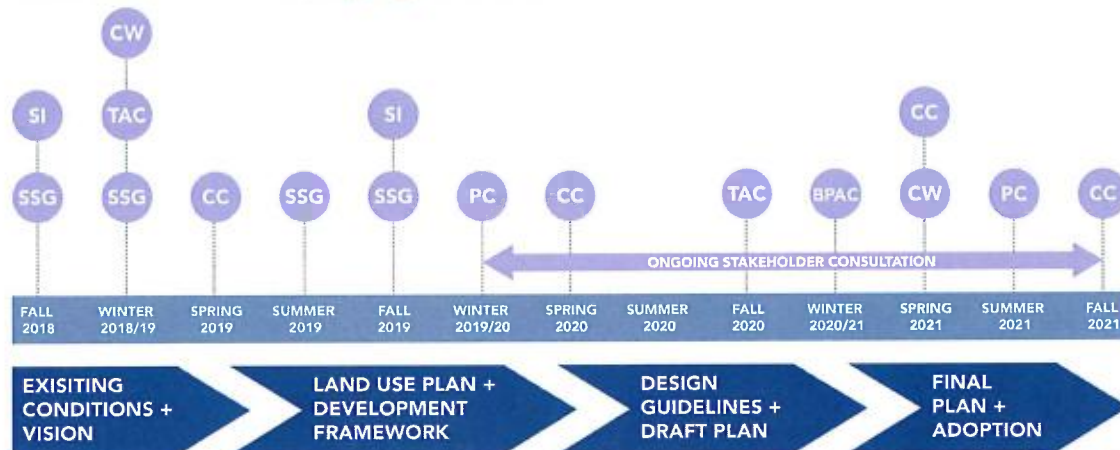 CW
SI
TAC
SI
CC
SSG
SSG
CC
SSG
SSG
PC
CC
TAC
BPAC
CW
PC
CC
ONGOING STAKEHOLDER CONSULTATION
FALL
2018
WINTER
2018/19
SPRING
2019
SUMMER
2019
FALL
2019
WINTER
2019/20
SPRING
2020
SUMMER
2020
FALL
2020
WINTER
2020/21
SPRING
2021
SUMMER
2021
FALL
2021
EXISITING
CONDITIONS +
VISION
LAND USE PLAN +
DEVELOPMENT
FRAMEWORK
DESIGN
GUIDELINES +
DRAFT PLAN
FINAL
PLAN +
ADOPTION